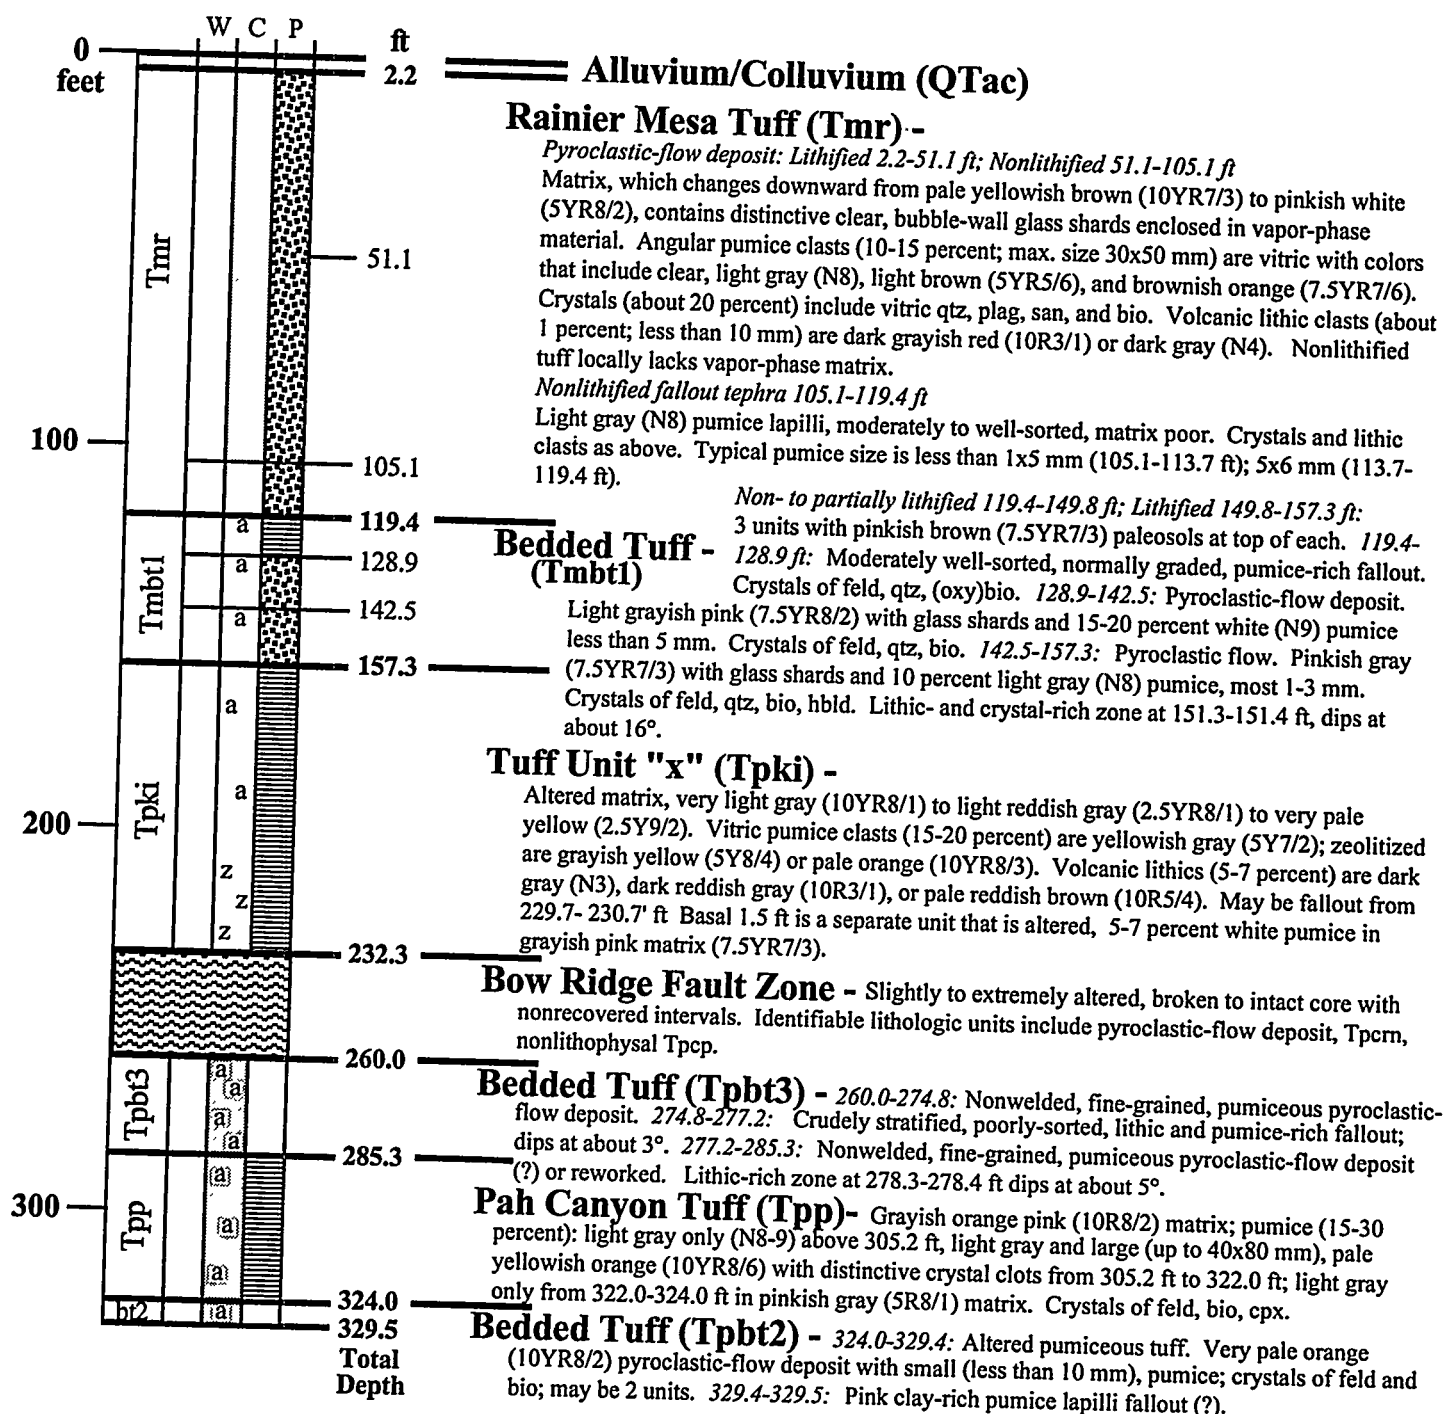 W C P
ft
0
feet
2.2
Alluvium/Colluvium (QTac)
Rainier Mesa Tuff (Tmr) -
Pyroclastic-flow deposit: Lithified 2.2-51.1 ft; Nonlithified 51.1-105.1 ft
Matrix, which changes downward from pale yellowish brown (10YR7/3) to pinkish white
(5YR8/2), contains distinctive clear, bubble-wall glass shards enclosed in vapor-phase
material. Angular pumice clasts (10-15 percent; max. size 30x50 mm) are vitric with colors
that include clear, light gray (N8), light brown (5YR5/6), and brownish orange (7.5YR7/6).
Crystals (about 20 percent) include vitric qtz, plag, san, and bio. Volcanic lithic clasts (about
1 percent; less than 10 mm) are dark grayish red (10R3/1) or dark gray (N4). Nonlithified
tuff locally lacks vapor-phase matrix.
Nonlithified fallout tephra 105.1-119.4 ft
Light gray (N8) pumice lapilli, moderately to well-sorted, matrix poor. Crystals and lithic
clasts as above. Typical pumice size is less than 1x5 mm (105.1-113.7 ft); 5x6 mm (113.7-
119.4 ft).
Tmr
51.1
100
105.1
119.4
a
Bedded Tuff -
(Tmbt1)
Non- to partially lithified 119.4-149.8 ft; Lithified 149.8-157.3 ft:
3 units with pinkish brown (7.5YR7/3) paleosols at top of each. 119.4-
128.9 ft: Moderately well-sorted, normally graded, pumice-rich fallout.
Crystals of feld, qtz, (oxy)bio. 128.9-142.5: Pyroclastic-flow deposit.
Light grayish pink (7.5YR8/2) with glass shards and 15-20 percent white (N9) pumice
less than 5 mm. Crystals of feld, qtz, bio. 142.5-157.3: Pyroclastic flow. Pinkish gray
(7.5YR7/3) with glass shards and 10 percent light gray (N8) pumice, most 1-3 mm.
Crystals of feld, qtz, bio, hbld. Lithic- and crystal-rich zone at 151.3-151.4 ft, dips at
about 16°.
Tmbt1
a
128.9
a
142.5
157.3
Tuff Unit "x" (Tpki) -
Altered matrix, very light gray (10YR8/1) to light reddish gray (2.5YR8/1) to very pale
yellow (2.5Y9/2). Vitric pumice clasts (15-20 percent) are yellowish gray (5Y7/2); zeolitized
are grayish yellow (5Y8/4) or pale orange (10YR8/3). Volcanic lithics (5-7 percent) are dark
gray (N3), dark reddish gray (10R3/1), or pale reddish brown (10R5/4). May be fallout from
229.7- 230.7' ft Basal 1.5 ft is a separate unit that is altered, 5-7 percent white pumice in
grayish pink matrix (7.5YR7/3).
Tpki
a
a
200
z
z
z
232.3
Bow Ridge Fault Zone - Slightly to extremely altered, broken to intact core with
nonrecovered intervals. Identifiable lithologic units include pyroclastic-flow deposit, Tpcrn,
nonlithophysal Tpcp.
260.0
Bedded Tuff (Tpbt3) - 260.0-274.8: Nonwelded, fine-grained, pumiceous pyroclastic-
flow deposit. 274.8-277.2: Crudely stratified, poorly-sorted, lithic and pumice-rich fallout;
dips at about 3°. 277.2-285.3: Nonwelded, fine-grained, pumiceous pyroclastic-flow deposit
(?) or reworked. Lithic-rich zone at 278.3-278.4 ft dips at about 5°.
Tpbt3
a
a
a
a
285.3
Pah Canyon Tuff (Tpp)- Grayish orange pink (10R8/2) matrix; pumice (15-30
percent): light gray only (N8-9) above 305.2 ft, light gray and large (up to 40x80 mm), pale
yellowish orange (10YR8/6) with distinctive crystal clots from 305.2 ft to 322.0 ft; light gray
only from 322.0-324.0 ft in pinkish gray (5R8/1) matrix. Crystals of feld, bio, cpx.
Tpp
a
300
a
a
324.0
bt2
a
329.5
Total
Depth
Bedded Tuff (Tpbt2) - 324.0-329.4: Altered pumiceous tuff. Very pale orange
(10YR8/2) pyroclastic-flow deposit with small (less than 10 mm), pumice; crystals of feld and
bio; may be 2 units. 329.4-329.5: Pink clay-rich pumice lapilli fallout (?).